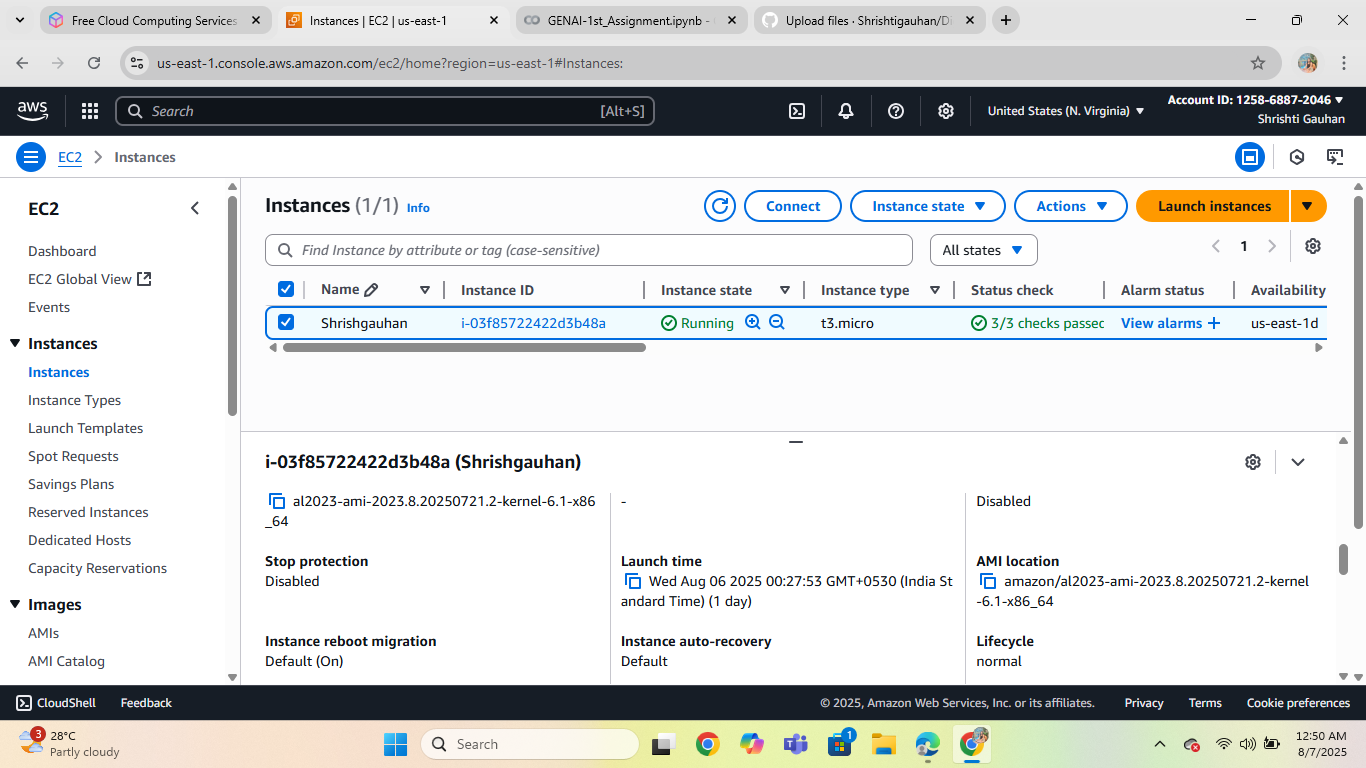 Free Cloud Computing Services
Instances | EC2 | us-east-1
GENAI-1st_Assignment.ipynb -
Upload files · Shrishtigauhan/D
us-east-1.console.aws.amazon.com/ec2/home?region=us-east-1#Instances:
aws
Search
[Alt+S]
United States (N. Virginia)
Account ID: 1258-6887-2046
Shrishti Gauhan
EC2
Instances
EC2
Dashboard
EC2 Global View
Events
Instances
Instances
Instance Types
Launch Templates
Spot Requests
Savings Plans
Reserved Instances
Dedicated Hosts
Capacity Reservations
Images
AMIs
AMI Catalog
Instances (1/1) Info
Connect
Instance state
Actions
Launch instances
Find Instance by attribute or tag (case-sensitive)
All states
1
Name Instance ID Instance state Instance type Status check Alarm status Availability
Shrishgauhan i-03f85722422d3b48a Running t3.micro 3/3 checks passed View alarms + us-east-1d
i-03f85722422d3b48a (Shrishgauhan)
al2023-ami-2023.8.20250721.2-kernel-6.1-x86
_64
-
Disabled
Stop protection
Disabled
Launch time
Wed Aug 06 2025 00:27:53 GMT+0530 (India St
andard Time) (1 day)
AMI location
amazon/al2023-ami-2023.8.20250721.2-kernel
-6.1-x86_64
Instance reboot migration
Default (On)
Instance auto-recovery
Default
Lifecycle
normal
CloudShell
Feedback
© 2025, Amazon Web Services, Inc. or its affiliates.
Privacy
Terms
Cookie preferences
3
28°C
Partly cloudy
Search
1
12:50 AM
8/7/2025